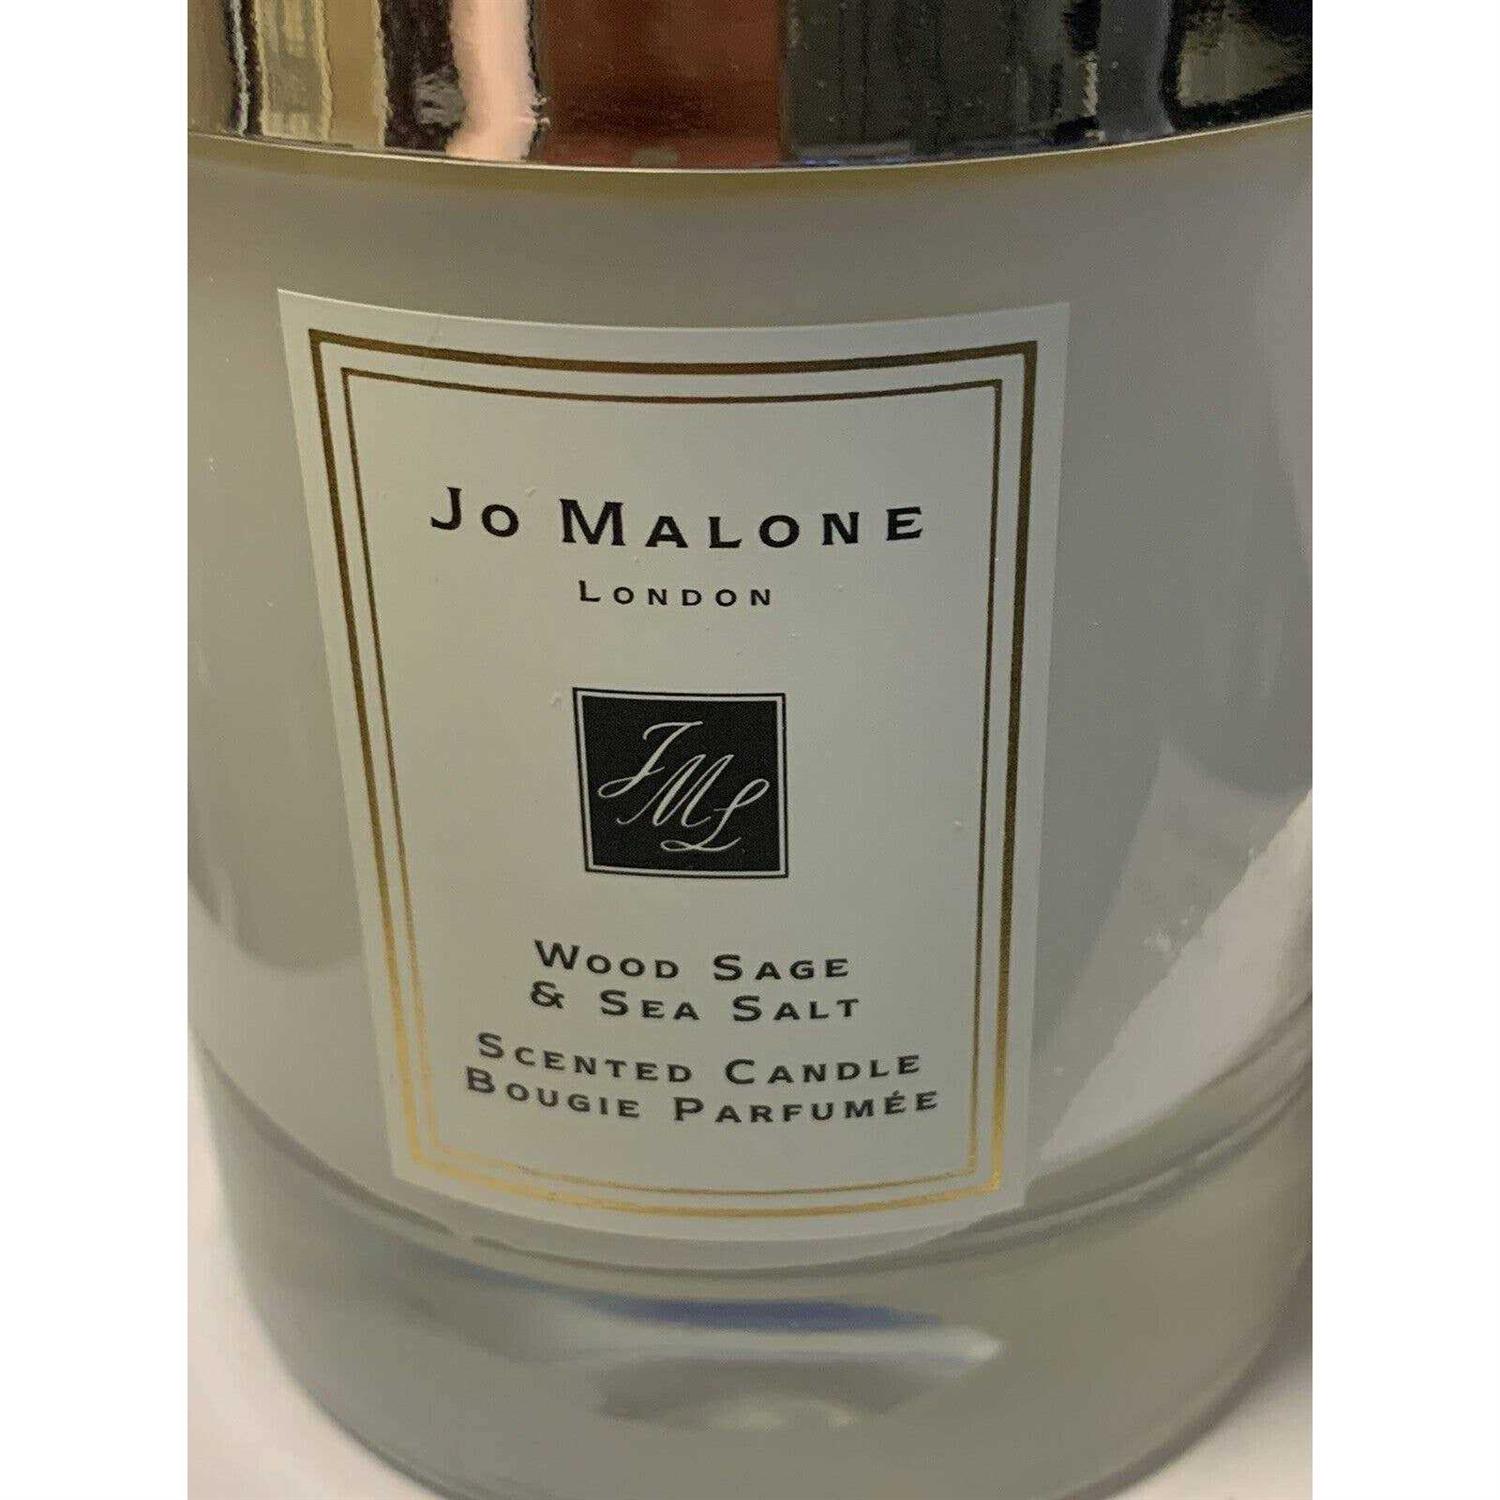 Jo Malone
London
JML
Wood Sage
& Sea Salt
Scented Candle
Bougie Parfumée